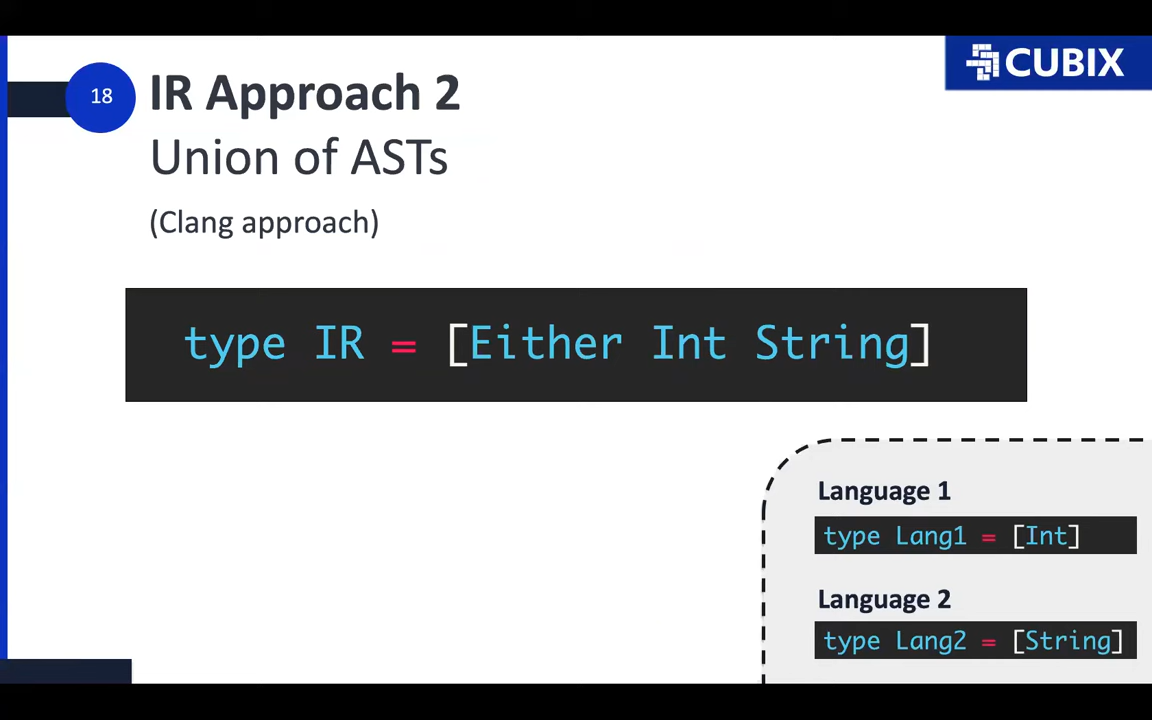 CUBIX
18
IR Approach 2
Union of ASTs
(Clang approach)
type IR = [Either Int String]
Language 1
type Lang1 = [Int]
Language 2
type Lang2 = [String]